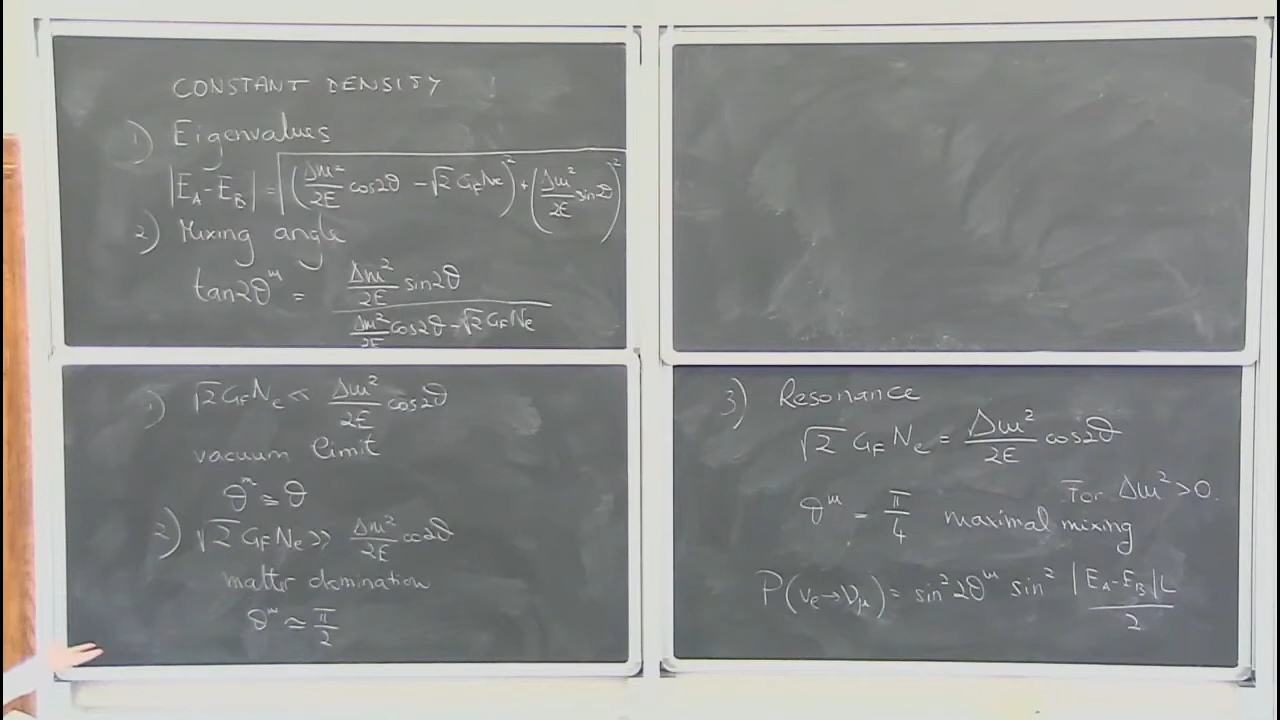 CONSTANT DENSITY
1) Eigenvalues
|E_A - E_B| = √((Δm²/2E cos2θ - √2 G_F N_e)² + (Δm²/2E sin2θ)²)
2) Mixing angle
tan2θ^m = (Δm²/2E sin2θ)/(Δm²/2E cos2θ - √2 G_F N_e)
1) √2 G_F N_e << Δm²/2E cos2θ
vacuum limit
θ^m ≃ θ
2) √2 G_F N_e >> Δm²/2E cos2θ
matter domination
θ^m ≃ π/2
3) Resonance
√2 G_F N_e = Δm²/2E cos2θ
For Δm² > 0.
θ^m = π/4 maximal mixing
P(ν_e → ν_μ) = sin² 2θ^m sin² |E_A - E_B|L/2